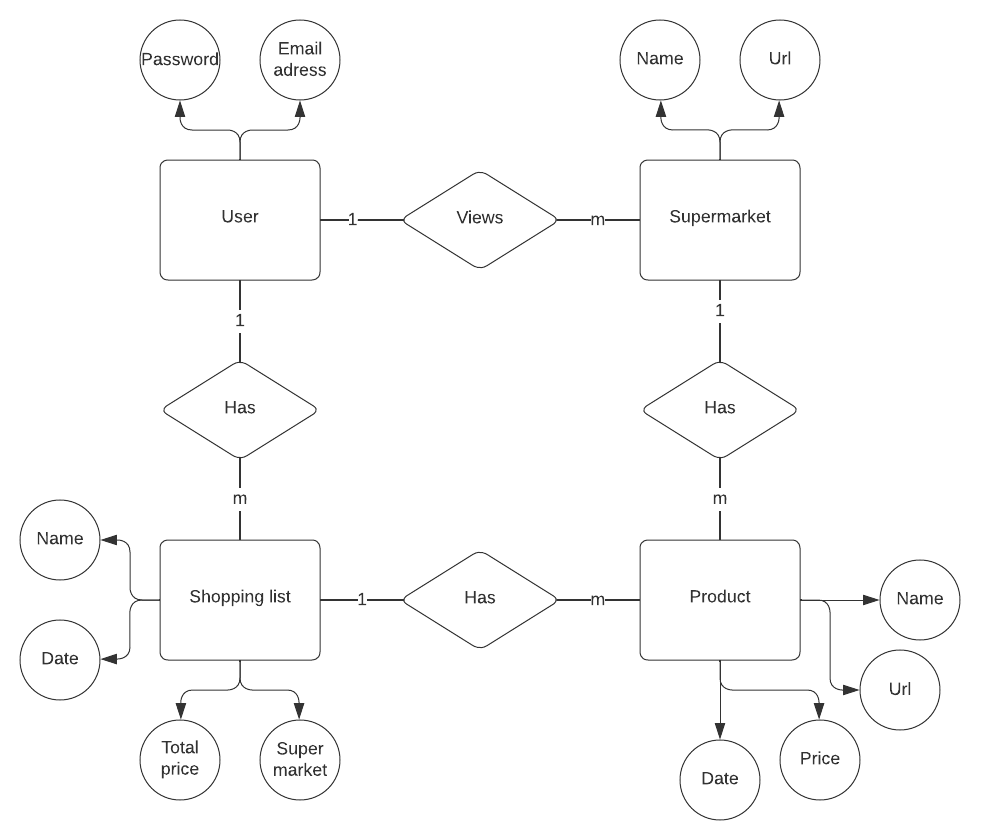 Password
Email
adress
Name
Url
User
1
Views
m
Supermarket
1
1
Has
Has
m
m
Name
Shopping list
1
Has
m
Product
Name
Date
Url
Total
price
Super
market
Date
Price